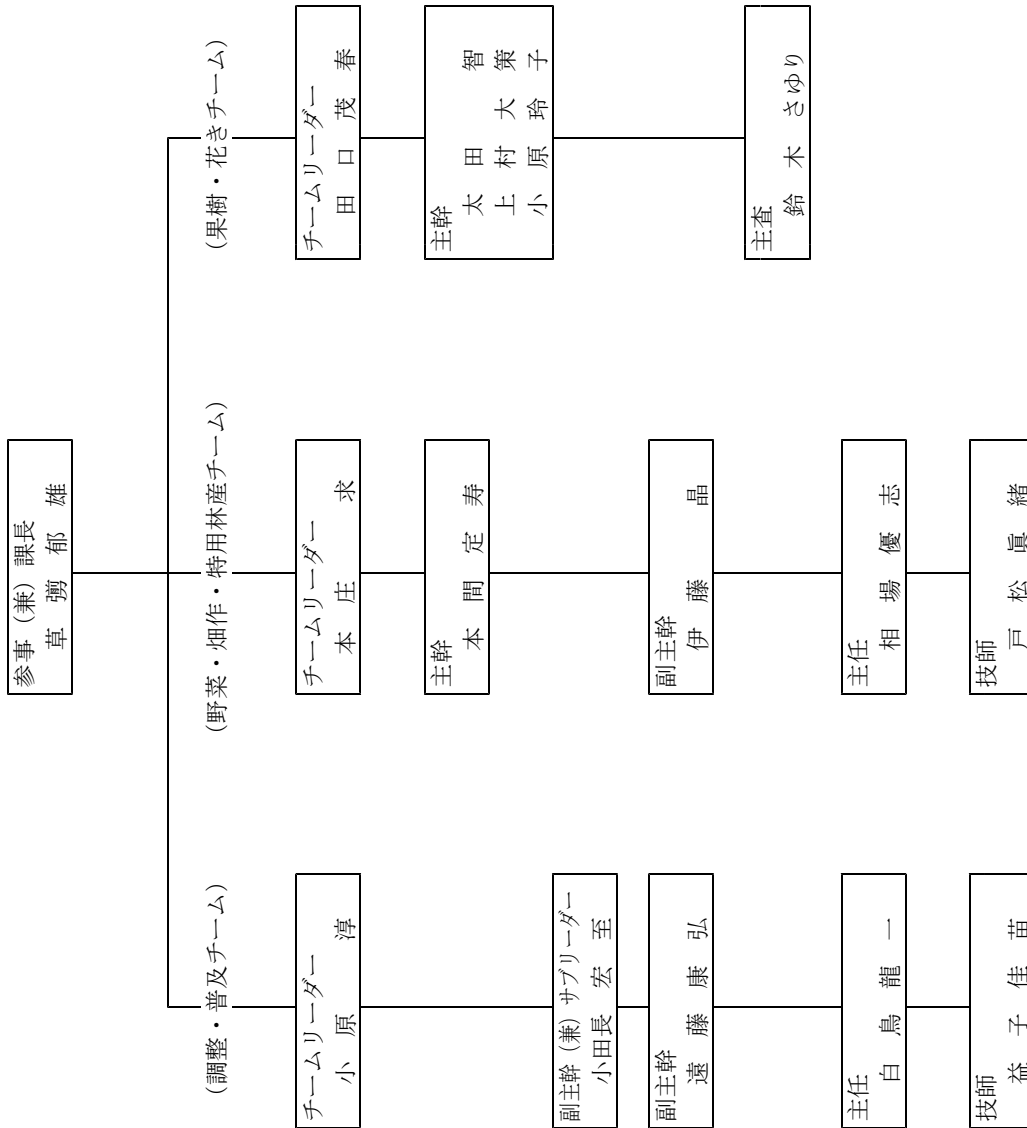 参事（兼）課長
草彅郁雄
（調整・普及チーム）
チームリーダー
小原淳
副主幹（兼）サブリーダー
小田長宏至
副主幹
遠藤康弘
主任
白鳥龍一
技師
益子佳苗
（野菜・畑作・特用林産チーム）
チームリーダー
本庄求
主幹
本間定寿
副主幹
伊藤晶
主任
相場優志
技師
戸松眞緒
（果樹・花きチーム）
チームリーダー
田口茂春
主幹
太田智
上村大策
小原玲子
主査
鈴木さゆり